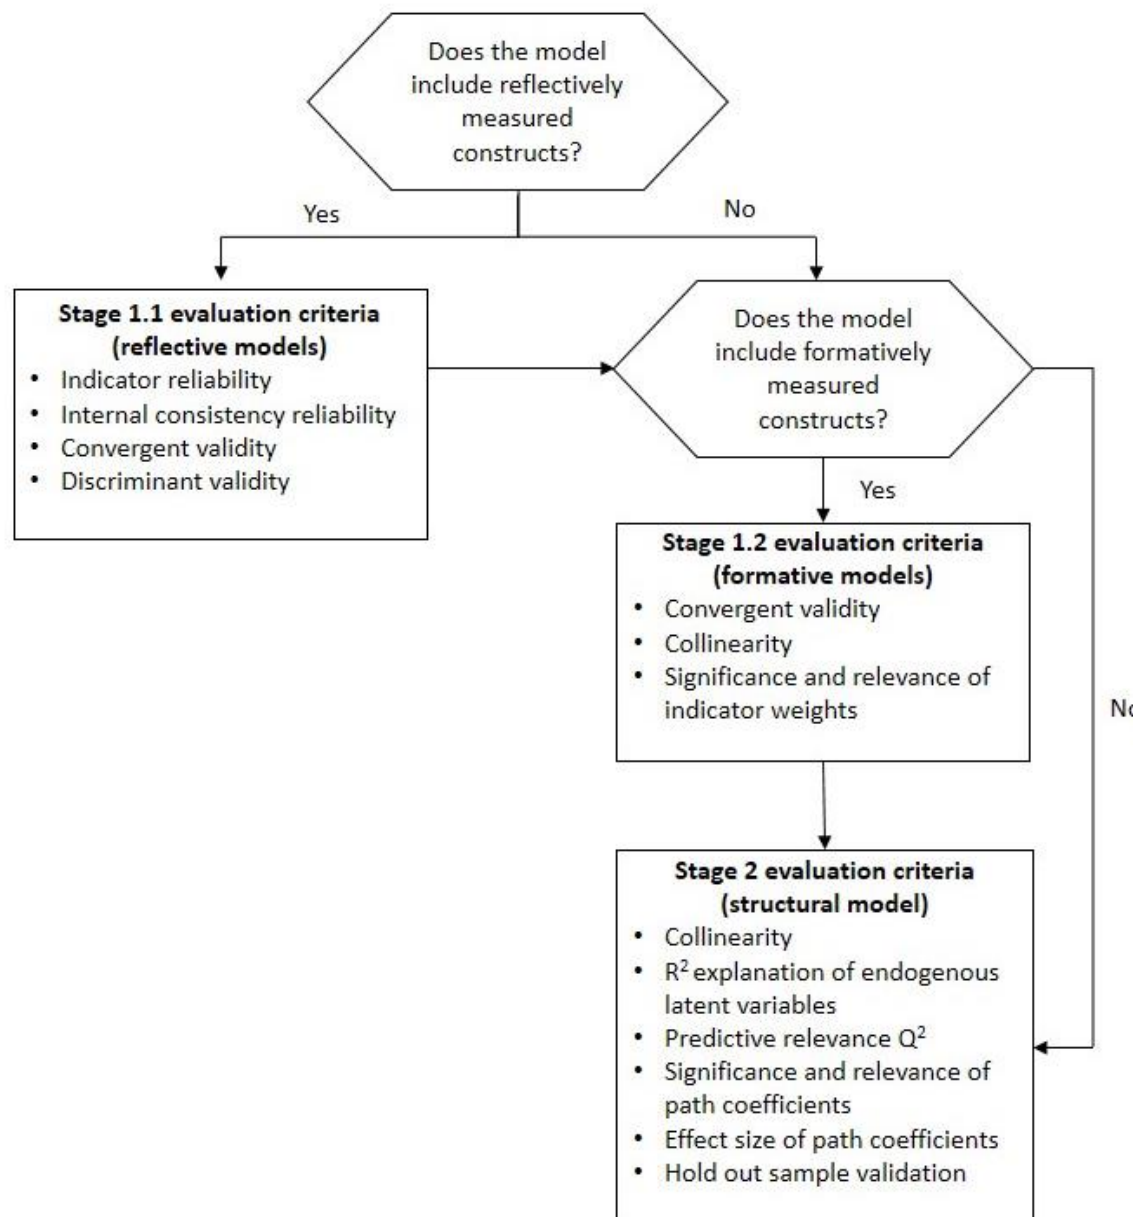 Does the model
include reflectively
measured
constructs?
Yes
No
Stage 1.1 evaluation criteria
(reflective models)
• Indicator reliability
• Internal consistency reliability
• Convergent validity
• Discriminant validity
Does the model
include formatively
measured
constructs?
Yes
Stage 1.2 evaluation criteria
(formative models)
• Convergent validity
• Collinearity
• Significance and relevance of
indicator weights
No
Stage 2 evaluation criteria
(structural model)
• Collinearity
• R² explanation of endogenous
latent variables
• Predictive relevance Q²
• Significance and relevance of
path coefficients
• Effect size of path coefficients
• Hold out sample validation